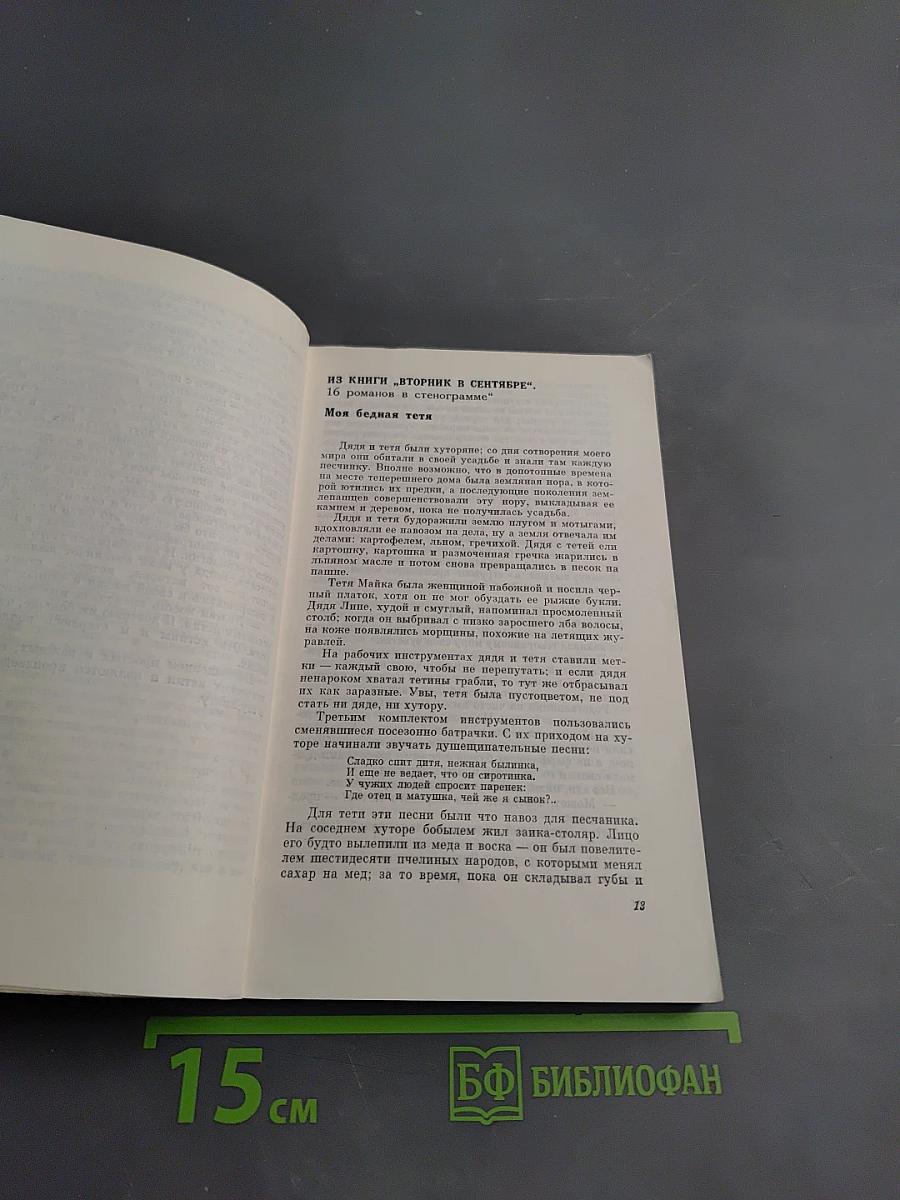 ИЗ КНИГИ „ВТОРНИК В СЕНТЯБРЕ“.
16 романов в стенограмме“
Моя бедная тетя
Дядя и тетя были хуторяне; со дня сотворения моего
мира они обитали в своей усадьбе и знали там каждую
песчинку. Вполне возможно, что в допотопные времена
на месте теперешнего дома была земляная нора, в кото-
рой ютились их предки, а последующие поколения зем-
лепашцев совершенствовали эту нору, выкладывая ее
камнем и деревом, пока не получилась усадьба.
Дядя и тетя будоражили землю плугом и мотыгами,
вдохновляли ее навозом на дела, ну а земля отвечала им
делами: картофелем, льном, гречихой. Дядя с тетей ели
картошку, картошка и размоченная гречка жарились в
льняном масле и потом снова превращались в песок на
пашне.
Тетя Майка была женщиной набожной и носила чер-
ный платок, хотя он не мог обуздать ее рыжие букли.
Дядя Липе, худой и смуглый, напоминал просмоленный
столб; когда он выбривал с низко заросшего лба волосы,
на коже появлялись морщины, похожие на летящих жу-
равлей.
На рабочих инструментах дядя и тетя ставили мет-
ки — каждый свою, чтобы не перепутать; и если дядя
ненароком хватал тетины грабли, то тут же отбрасывал
их как заразные. Увы, тетя была пустоцветом, не под
стать ни дяде, ни хутору.
Третьим комплектом инструментов пользовались
сменявшиеся посезонно батрачки. С их приходом на ху-
торе начинали звучать душещипательные песни:
Сладко спит дитя, нежная былинка,
И еще не ведает, что он сиротинка.
У чужих людей спросит паренек:
Где отец и матушка, чей же я сынок?..
Для тети эти песни были что навоз для песчаника.
На соседнем хуторе бобылем жил заика-столяр. Лицо
его будто вылепили из меда и воска — он был повелите-
лем шестидесяти пчелиных народов, с которыми менял
сахар на мед; за то время, пока он складывал губы и
13
15 см
БФ БИБЛИОФАН